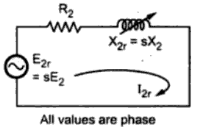 R₂
X₂ᵣ = sX₂
E₂ᵣ
= sE₂
I₂ᵣ
All values are phase